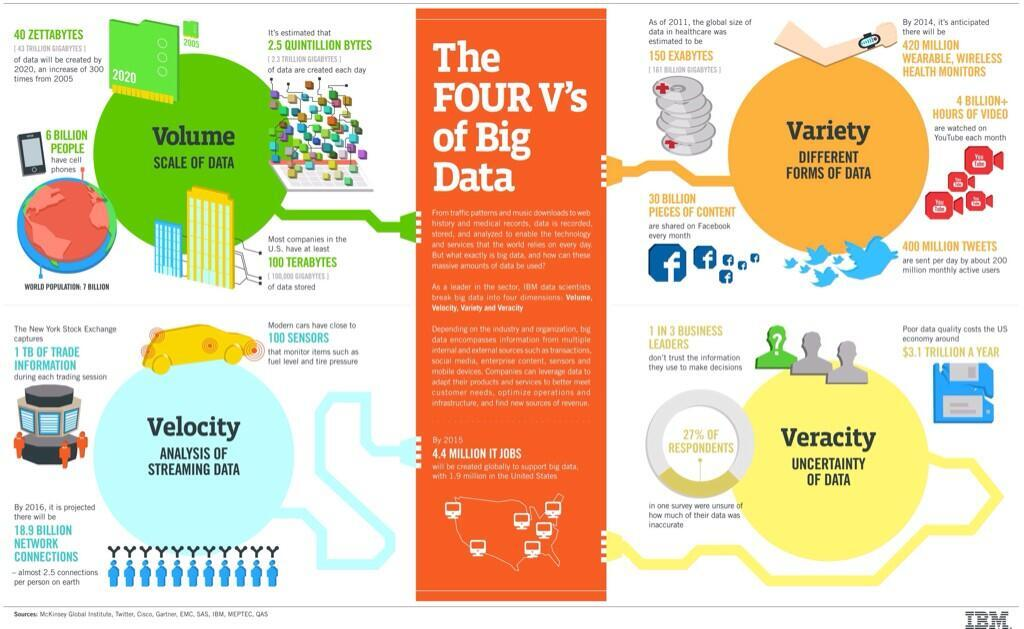 40 ZETTABYTES
[ 43 TRILLION GIGABYTES ]
of data will be created by
2020, an increase of 300
times from 2005
2005
2020
It's estimated that
2.5 QUINTILLION BYTES
[ 2.3 TRILLION GIGABYTES ]
of data are created each day
6 BILLION
PEOPLE
have cell
phones
Volume
SCALE OF DATA
WORLD POPULATION: 7 BILLION
Most companies in the
U.S. have at least
100 TERABYTES
[ 100,000 GIGABYTES ]
of data stored
The New York Stock Exchange
captures
1 TB OF TRADE
INFORMATION
during each trading session
Modern cars have close to
100 SENSORS
that monitor items such as
fuel level and tire pressure
Velocity
ANALYSIS OF
STREAMING DATA
By 2016, it is projected
there will be
18.9 BILLION
NETWORK
CONNECTIONS
– almost 2.5 connections
per person on earth
The
FOUR V's
of Big
Data
From traffic patterns and music downloads to web
history and medical records, data is recorded,
stored, and analyzed to enable the technology
and services that the world relies on every day.
But what exactly is big data, and how can these
massive amounts of data be used?
As a leader in the sector, IBM data scientists
break big data into four dimensions: Volume,
Velocity, Variety and Veracity
Depending on the industry and organization, big
data encompasses information from multiple
internal and external sources such as transactions,
social media, enterprise content, sensors and
mobile devices. Companies can leverage data to
adapt their products and services to better meet
customer needs, optimize operations and
infrastructure, and find new sources of revenue.
By 2015
4.4 MILLION IT JOBS
will be created globally to support big data,
with 1.9 million in the United States
As of 2011, the global size of
data in healthcare was
estimated to be
150 EXABYTES
[ 161 BILLION GIGABYTES ]
By 2014, it's anticipated
there will be
420 MILLION
WEARABLE, WIRELESS
HEALTH MONITORS
4 BILLION+
HOURS OF VIDEO
are watched on
YouTube each month
You Tube
You Tube
You Tube
You Tube
Variety
DIFFERENT
FORMS OF DATA
30 BILLION
PIECES OF CONTENT
are shared on Facebook
every month
f f f f f f
400 MILLION TWEETS
are sent per day by about 200
million monthly active users
1 IN 3 BUSINESS
LEADERS
don't trust the information
they use to make decisions
?
Poor data quality costs the US
economy around
$3.1 TRILLION A YEAR
27% OF
RESPONDENTS
in one survey were unsure of
how much of their data was
inaccurate
Veracity
UNCERTAINTY
OF DATA
Sources: McKinsey Global Institute, Twitter, Cisco, Gartner, EMC, SAS, IBM, MEPTEC, QAS
IBM.